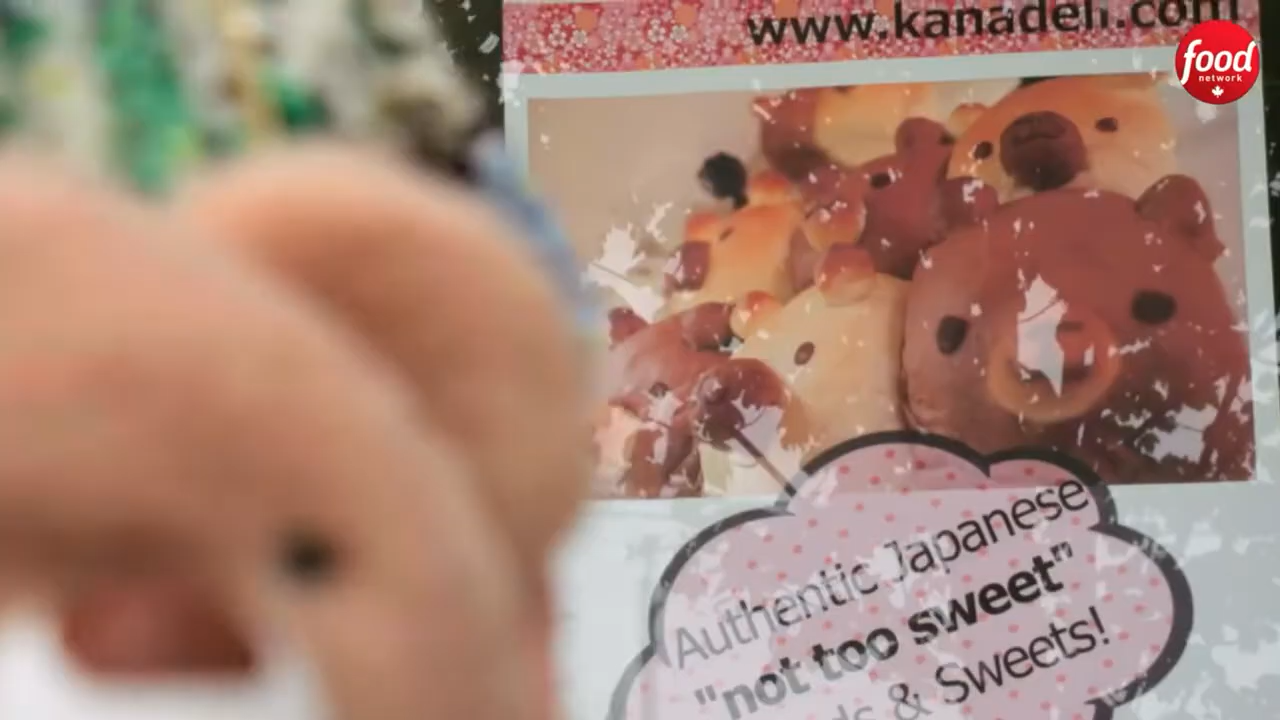 www.kanadeli.com
food
network
Authentic Japanese
"not too sweet"
& Sweets!